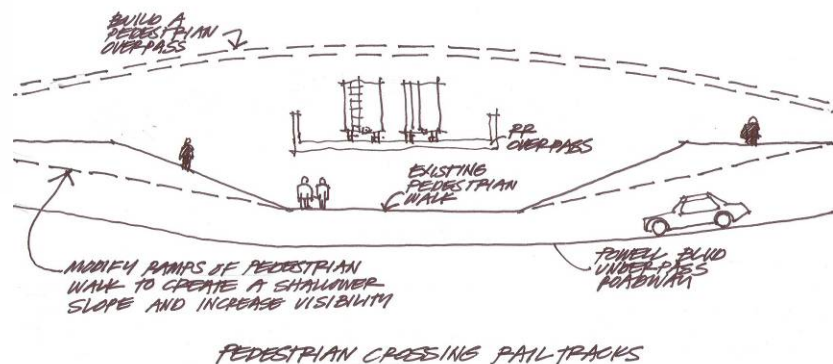 BUILD A
PEDESTRIAN
OVERPASS
RR
OVERPASS
EXISTING
PEDESTRIAN
WALK
MODIFY RAMPS OF PEDESTRIAN
WALK TO CREATE A SHALLOWER
SLOPE AND INCREASE VISIBILITY
POWELL BLVD
UNDERPASS
ROADWAY
PEDESTRIAN CROSSING RAIL TRACKS